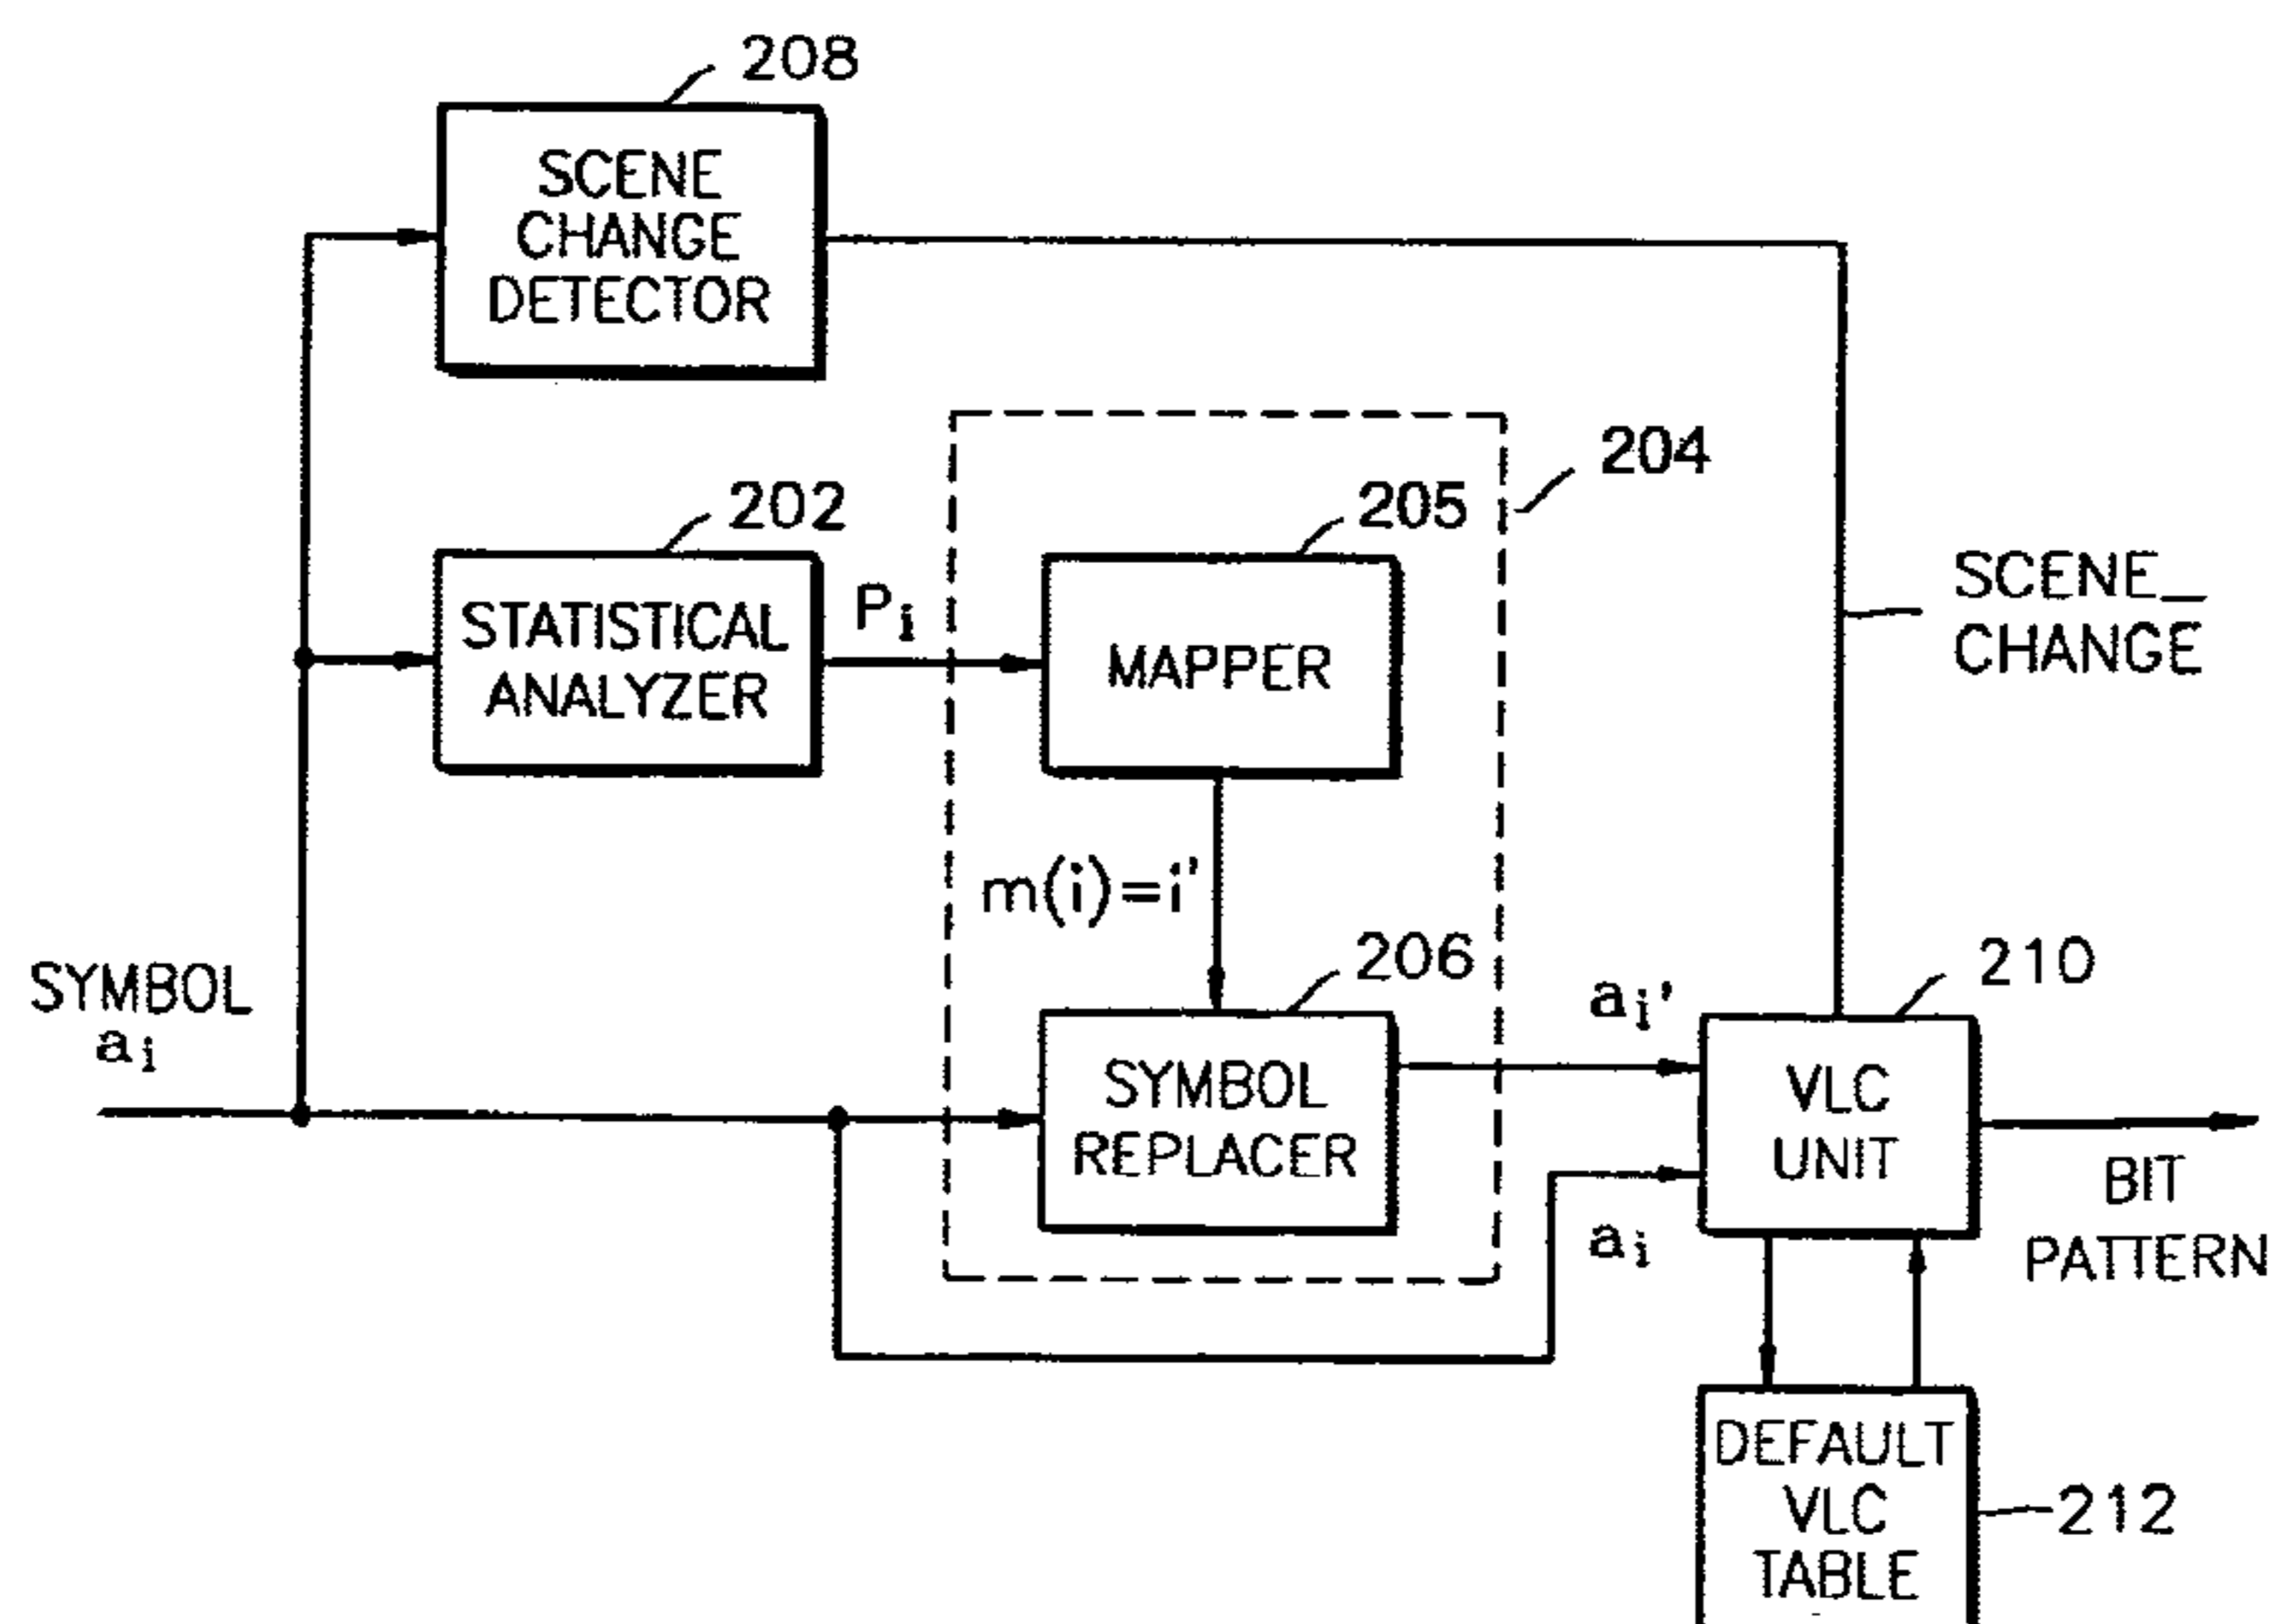 208
SCENE
CHANGE
DETECTOR
204
202
205
STATISTICAL
ANALYZER
Pi
MAPPER
SCENE_
CHANGE
m(i)=i'
206
210
SYMBOL
ai
SYMBOL
REPLACER
ai'
ai
VLC
UNIT
BIT
PATTERN
DEFAULT
VLC
TABLE
212